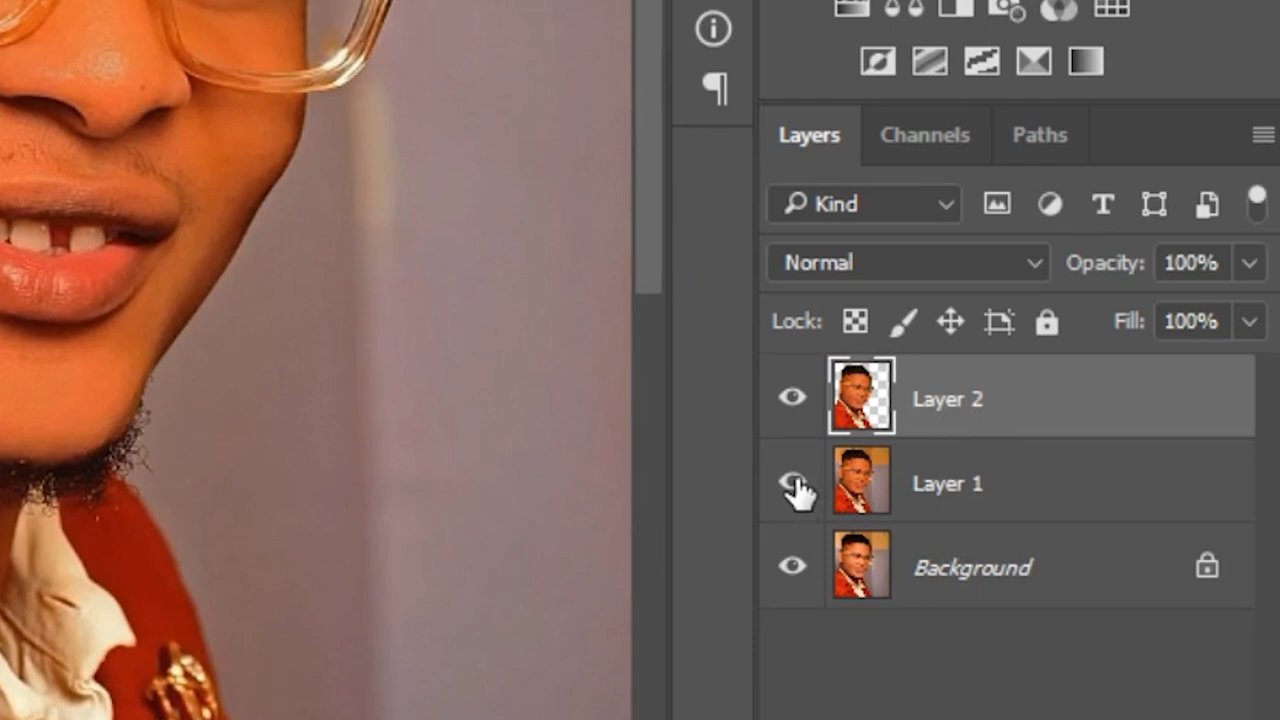 Layers Channels Paths
Kind
Normal Opacity: 100%
Lock: Fill: 100%
Layer 2
Layer 1
Background